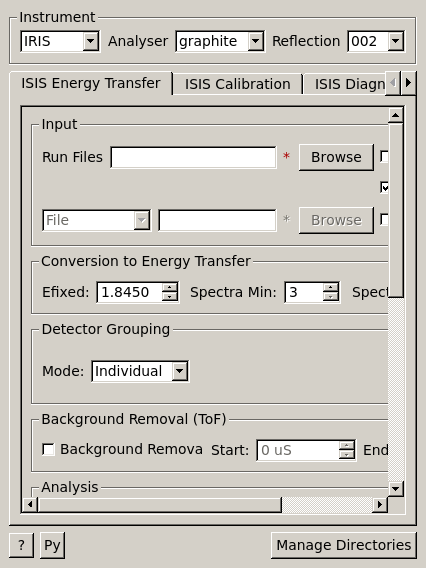 Instrument
IRIS Analyser graphite Reflection 002
ISIS Energy Transfer ISIS Calibration ISIS Diagn
Input
Run Files * Browse
File * Browse
Conversion to Energy Transfer
Efixed: 1.8450 Spectra Min: 3 Spect
Detector Grouping
Mode: Individual
Background Removal (ToF)
Background Remova Start: 0 uS End
Analysis
? Py Manage Directories